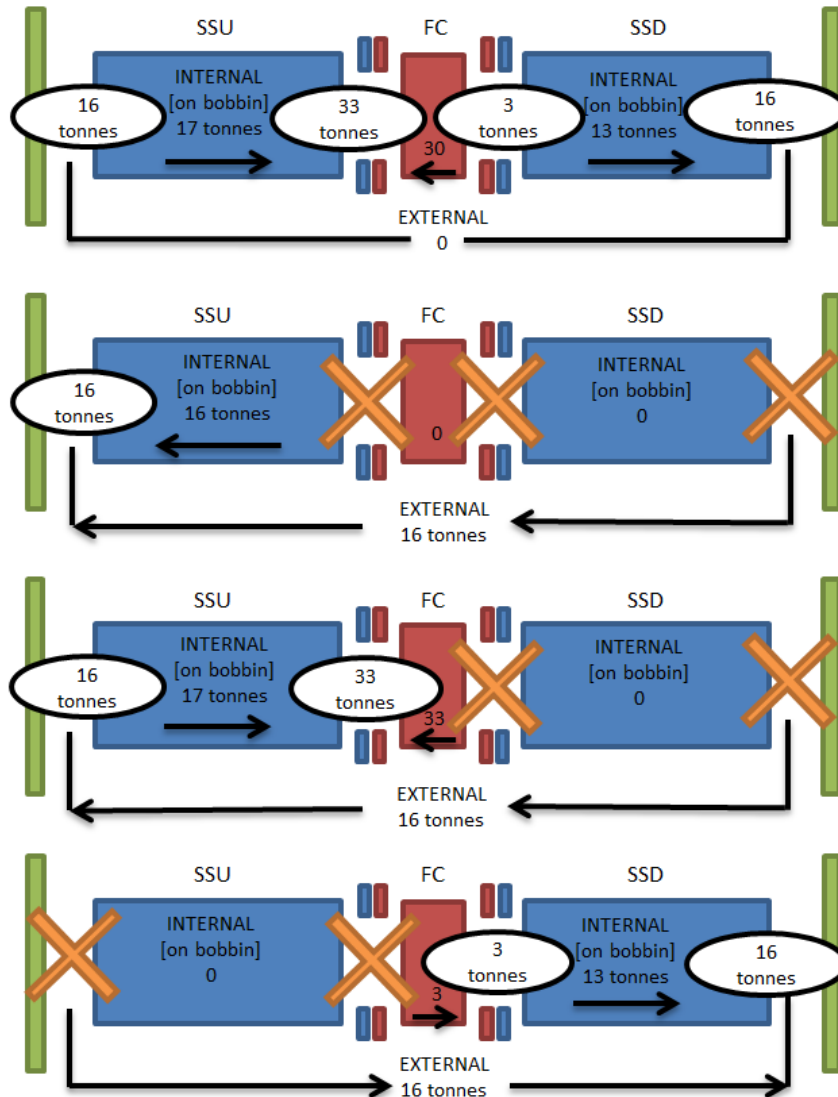 SSU FC SSD
INTERNAL
[on bobbin]
17 tonnes
INTERNAL
[on bobbin]
13 tonnes
16
tonnes
33
tonnes
3
tonnes
16
tonnes
30
EXTERNAL
0
SSU FC SSD
INTERNAL
[on bobbin]
16 tonnes
INTERNAL
[on bobbin]
0
16
tonnes
0
EXTERNAL
16 tonnes
SSU FC SSD
INTERNAL
[on bobbin]
17 tonnes
INTERNAL
[on bobbin]
0
16
tonnes
33
tonnes
33
EXTERNAL
16 tonnes
SSU FC SSD
INTERNAL
[on bobbin]
0
INTERNAL
[on bobbin]
13 tonnes
3
tonnes
16
tonnes
3
EXTERNAL
16 tonnes